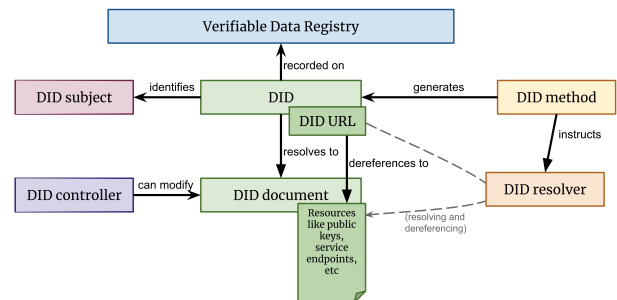 Verifiable Data Registry
recorded on
DID subject
identifies
DID
generates
DID method
DID URL
instructs
resolves to
dereferences to
DID controller
can modify
DID document
DID resolver
Resources
like public
keys,
service
endpoints,
etc
(resolving and
dereferencing)